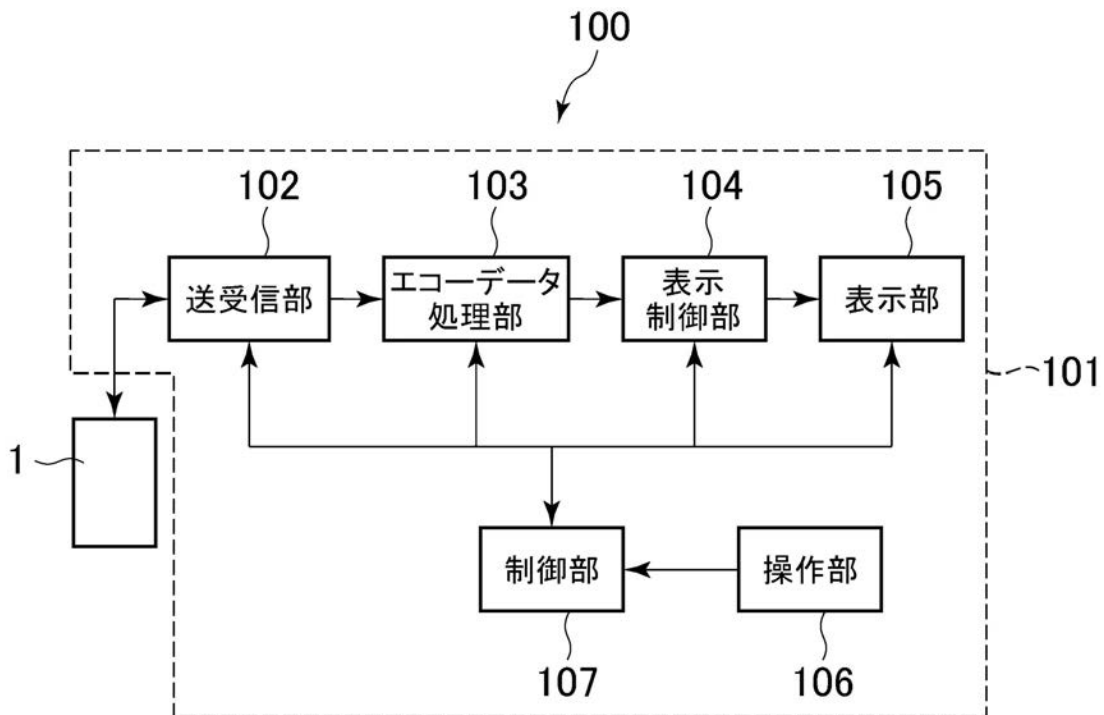 100
102
103
104
105
送受信部
エコーデータ
処理部
表示
制御部
表示部
101
1
制御部
操作部
107
106